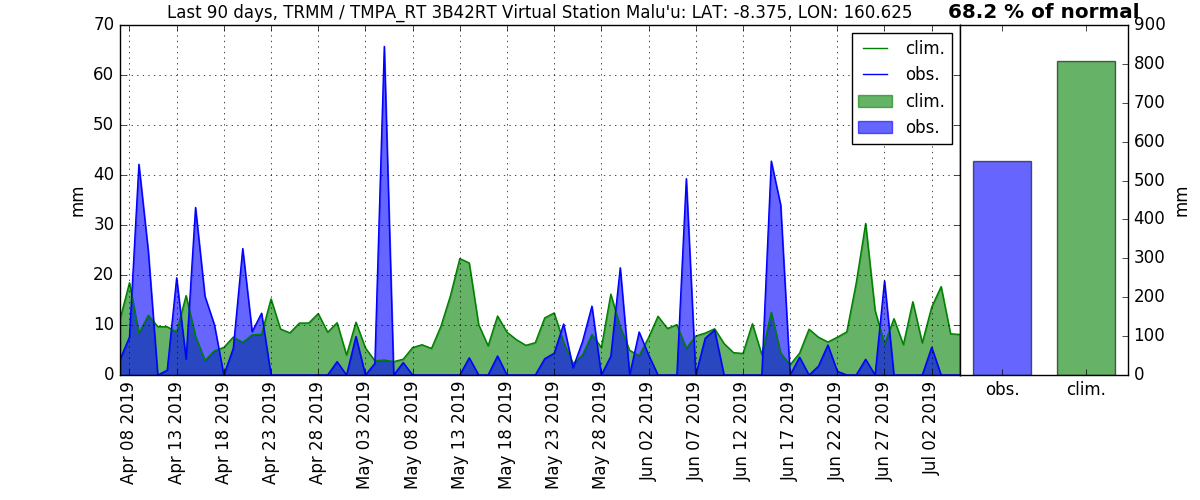 Last 90 days, TRMM / TMPA_RT 3B42RT Virtual Station Malu'u: LAT: -8.375, LON: 160.625
68.2 % of normal
clim.
obs.
clim.
obs.
mm
70
60
50
40
30
20
10
0
Apr 08 2019
Apr 13 2019
Apr 18 2019
Apr 23 2019
Apr 28 2019
May 03 2019
May 08 2019
May 13 2019
May 18 2019
May 23 2019
May 28 2019
Jun 02 2019
Jun 07 2019
Jun 12 2019
Jun 17 2019
Jun 22 2019
Jun 27 2019
Jul 02 2019
900
800
700
600
500
400
300
200
100
0
mm
obs.
clim.